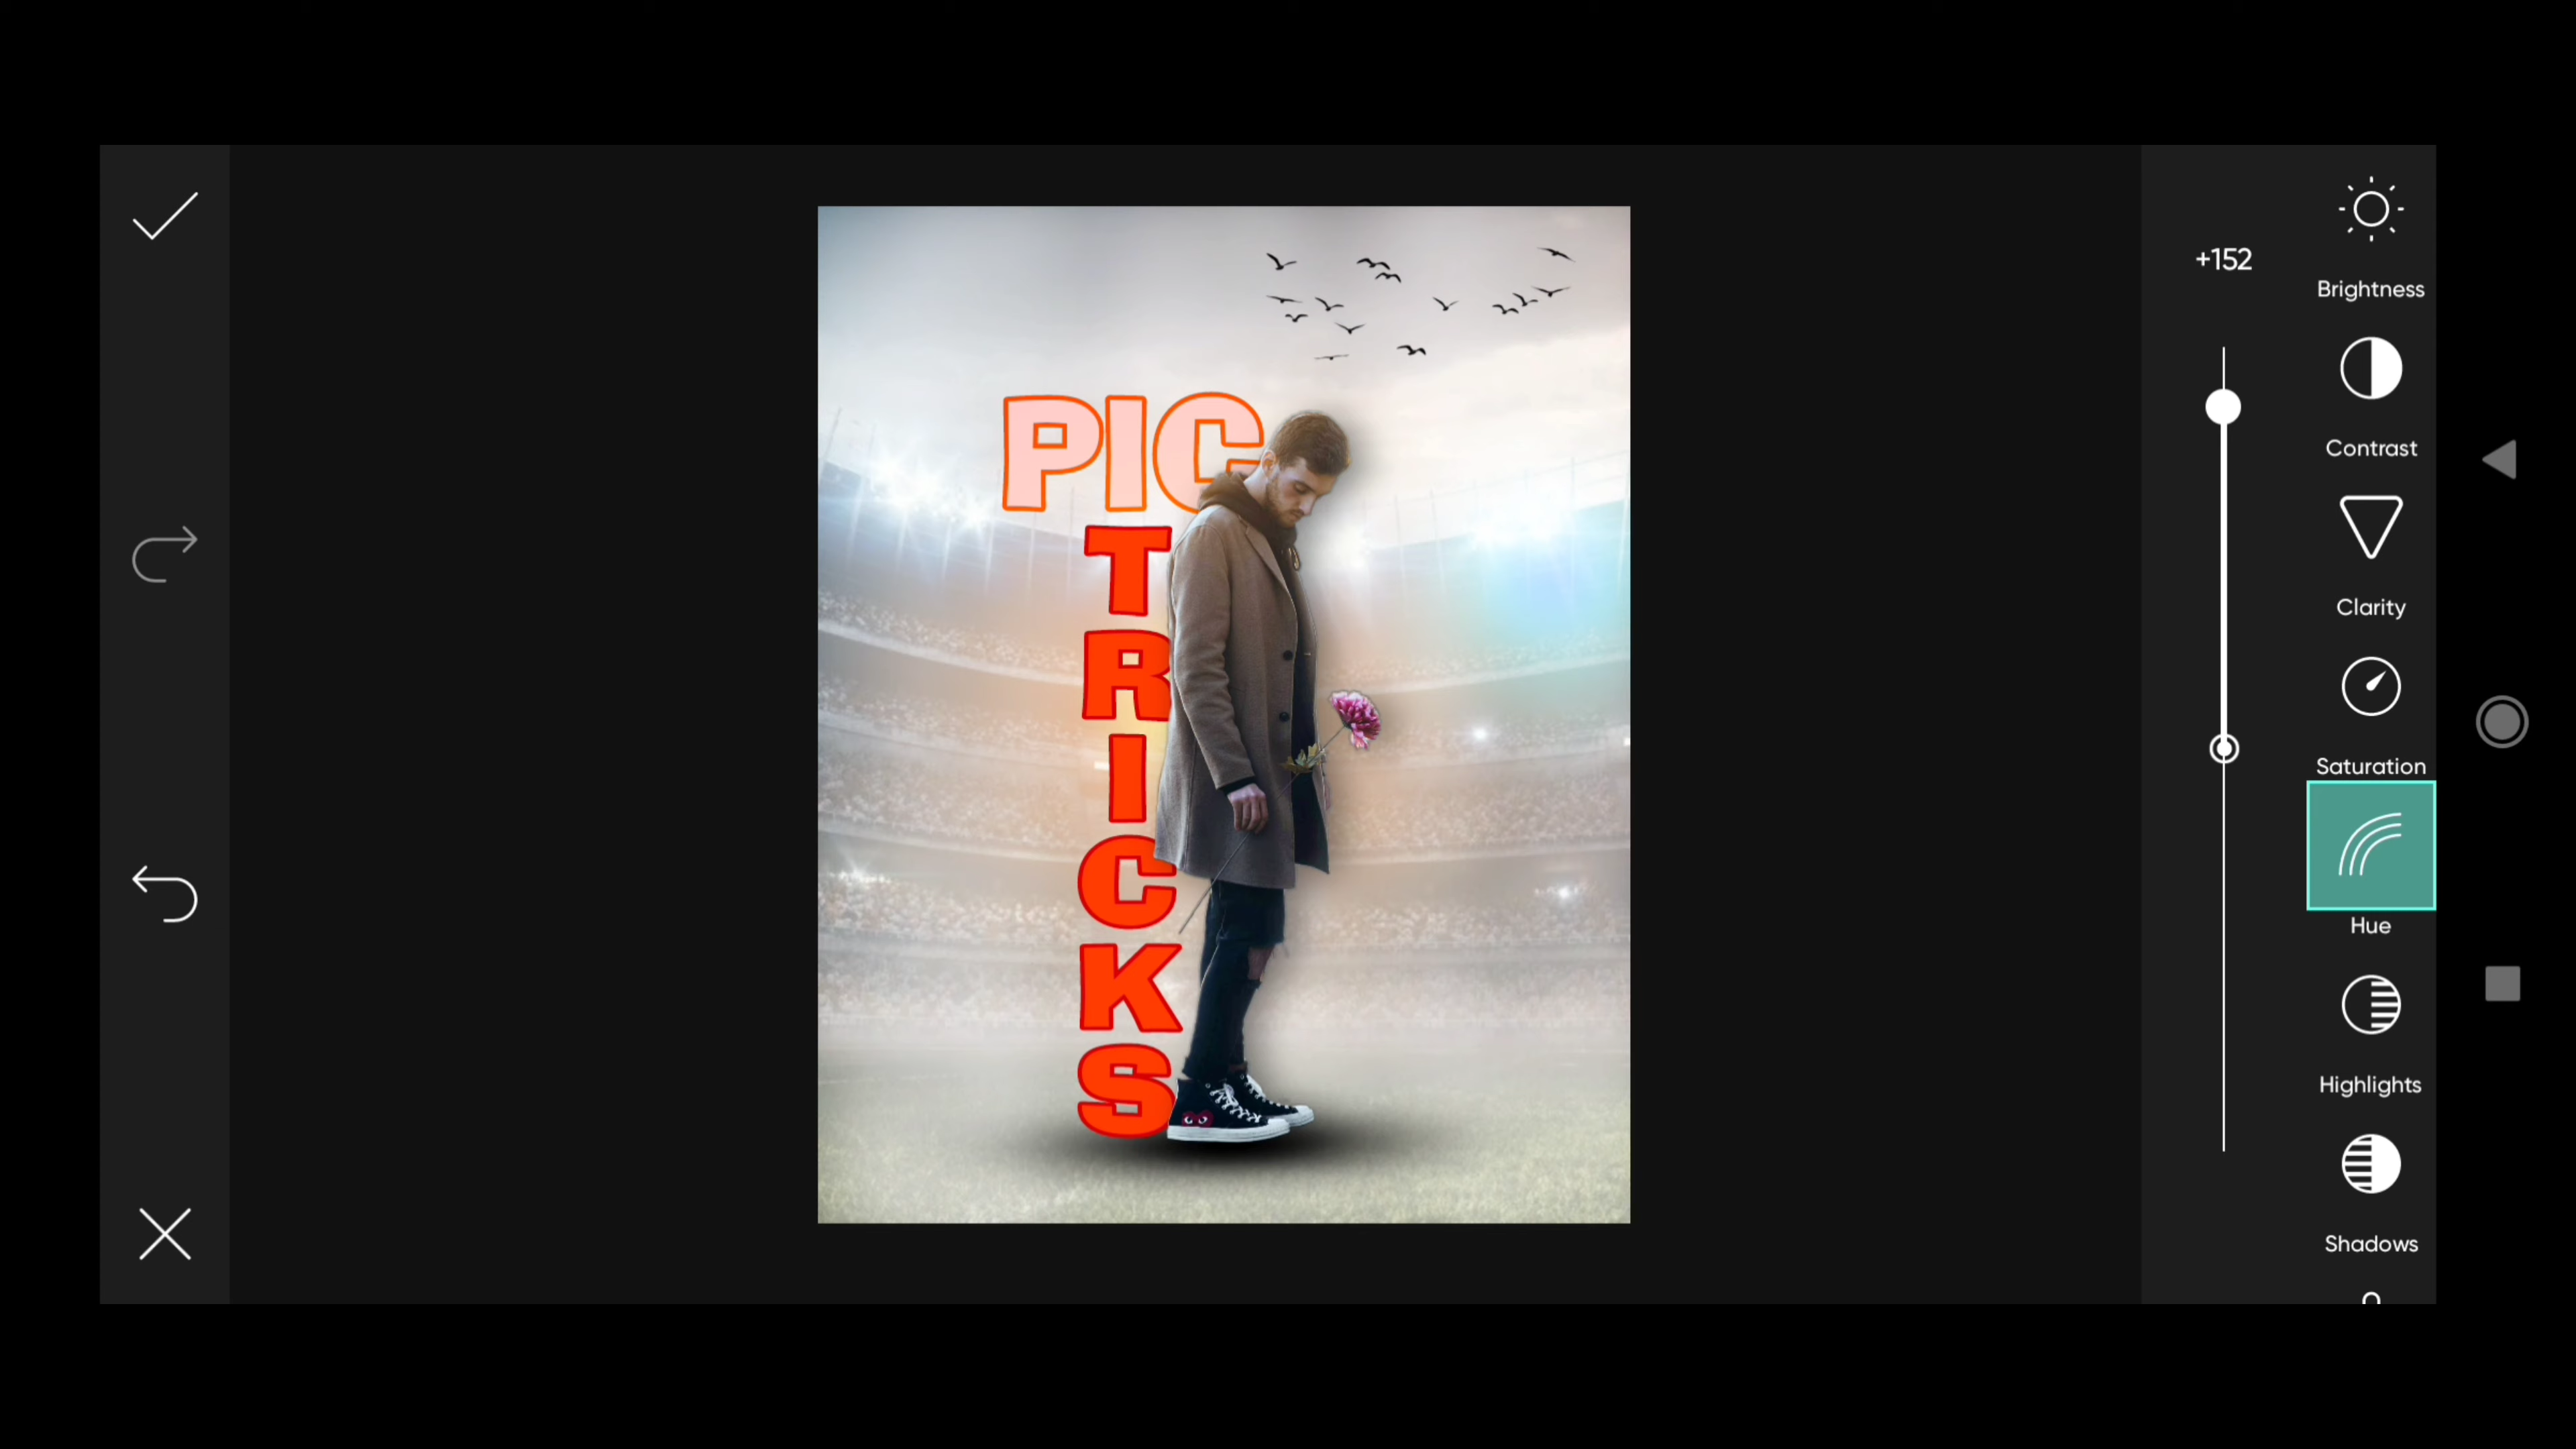 +152
Brightness
Contrast
Clarity
Saturation
Hue
Highlights
Shadows
PIC
T
R
I
C
K
S